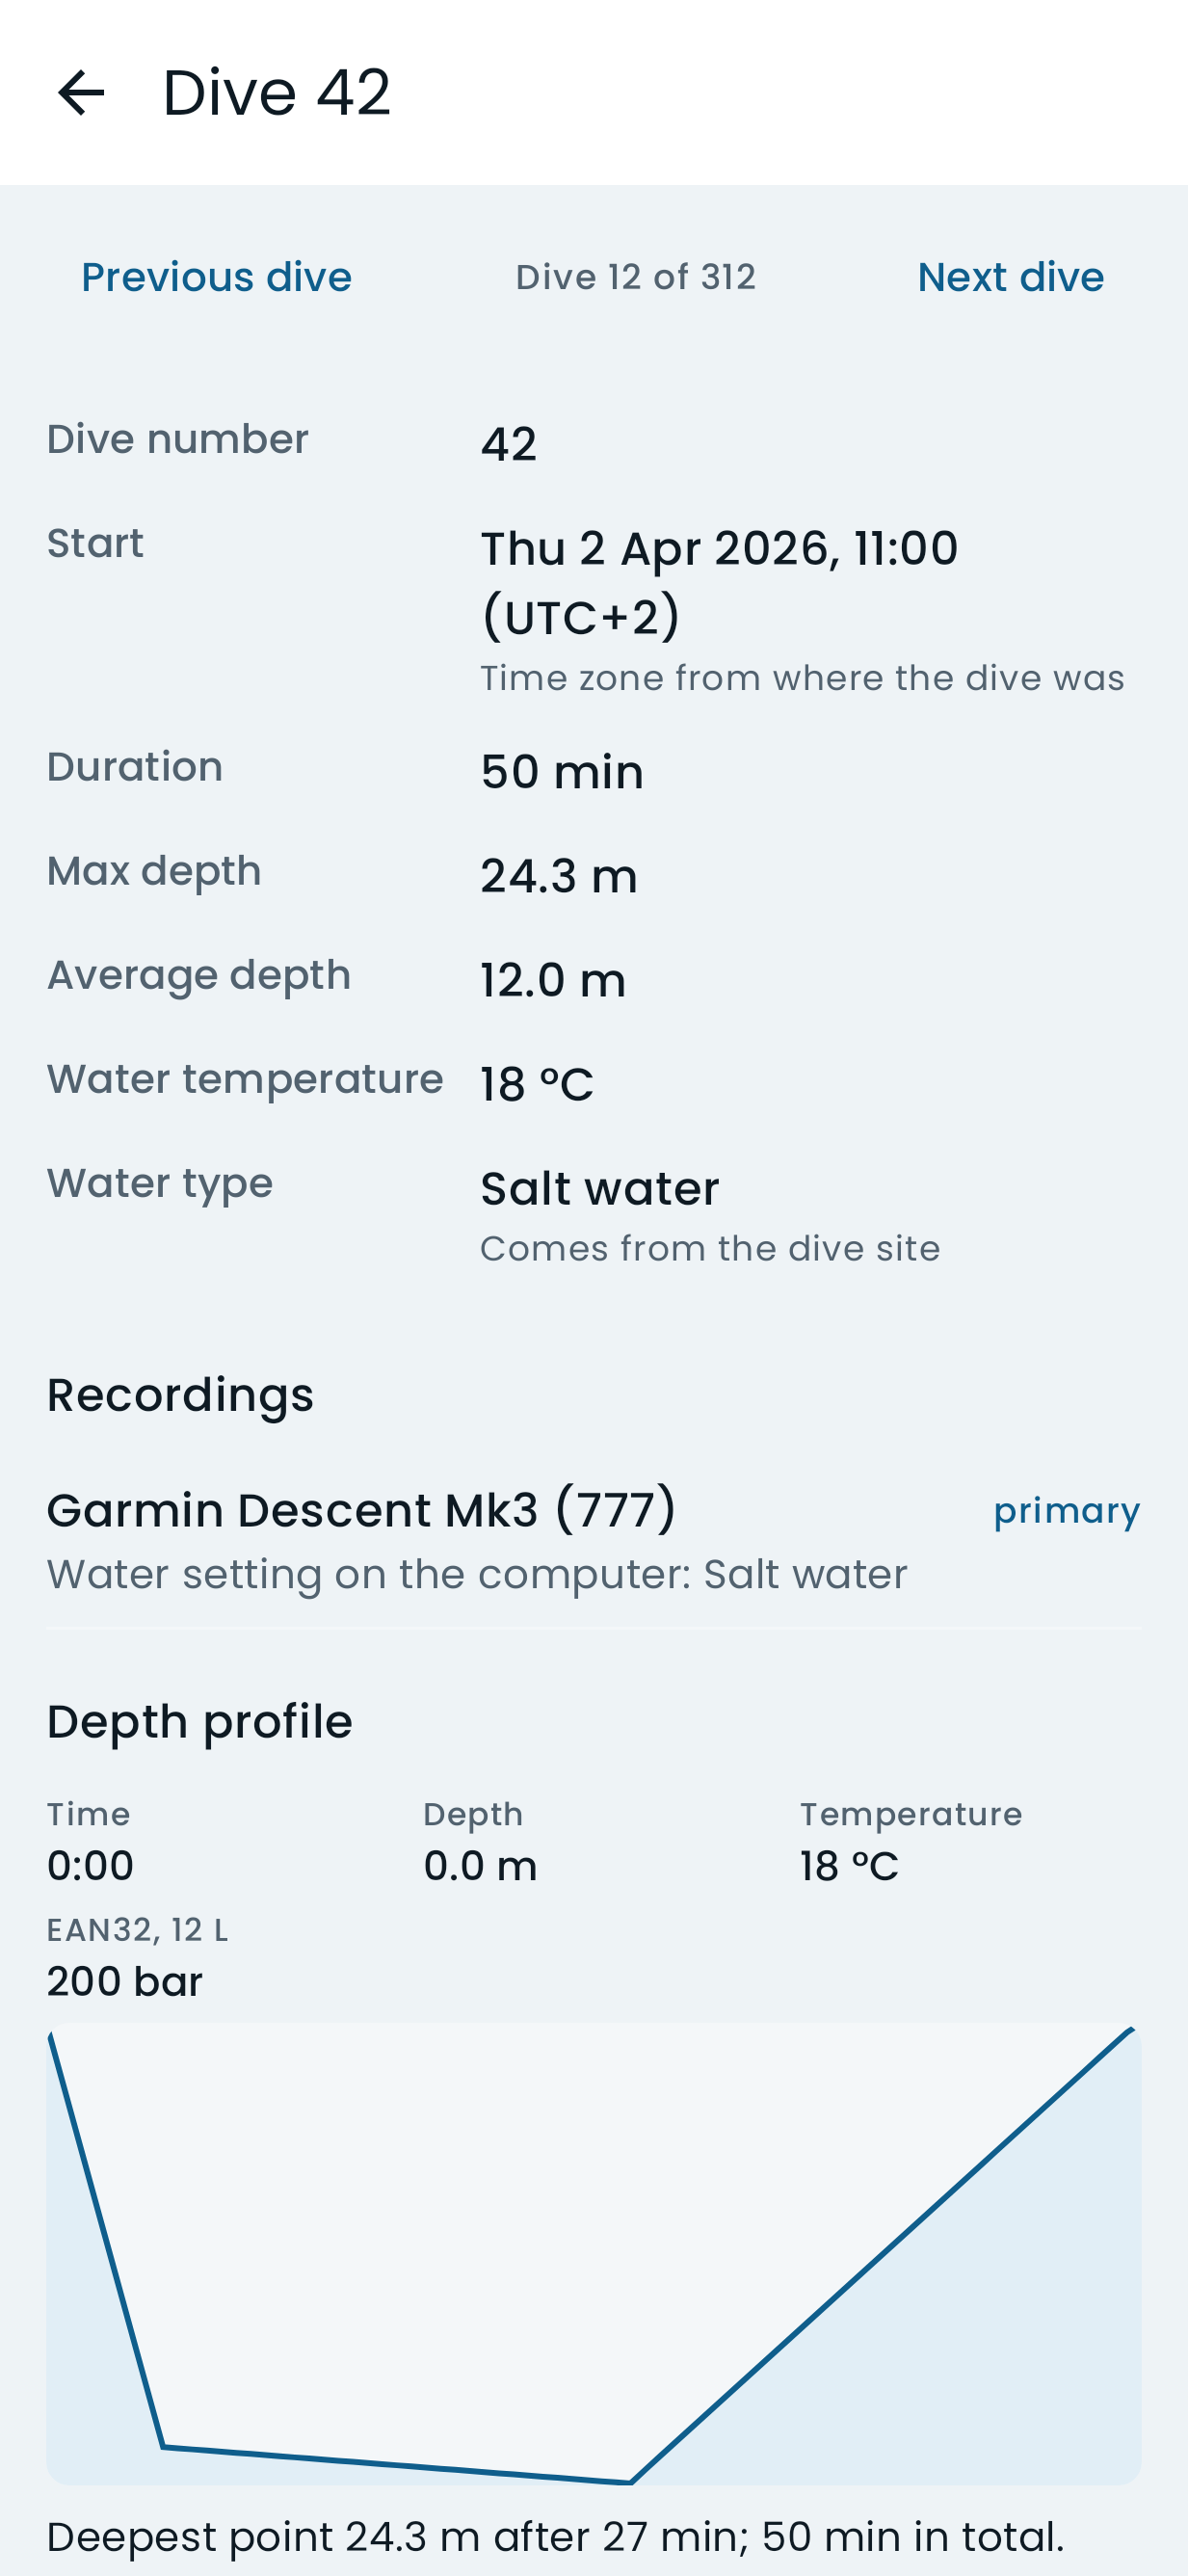 Dive 42
Previous dive
Dive 12 of 312
Next dive
Dive number
42
Start
Thu 2 Apr 2026, 11:00
(UTC+2)
Time zone from where the dive was
Duration
50 min
Max depth
24.3 m
Average depth
12.0 m
Water temperature
18 °C
Water type
Salt water
Comes from the dive site
Recordings
Garmin Descent Mk3 (777)
primary
Water setting on the computer: Salt water
Depth profile
Time
Depth
Temperature
0:00
0.0 m
18 °C
EAN32, 12 L
200 bar
Deepest point 24.3 m after 27 min; 50 min in total.